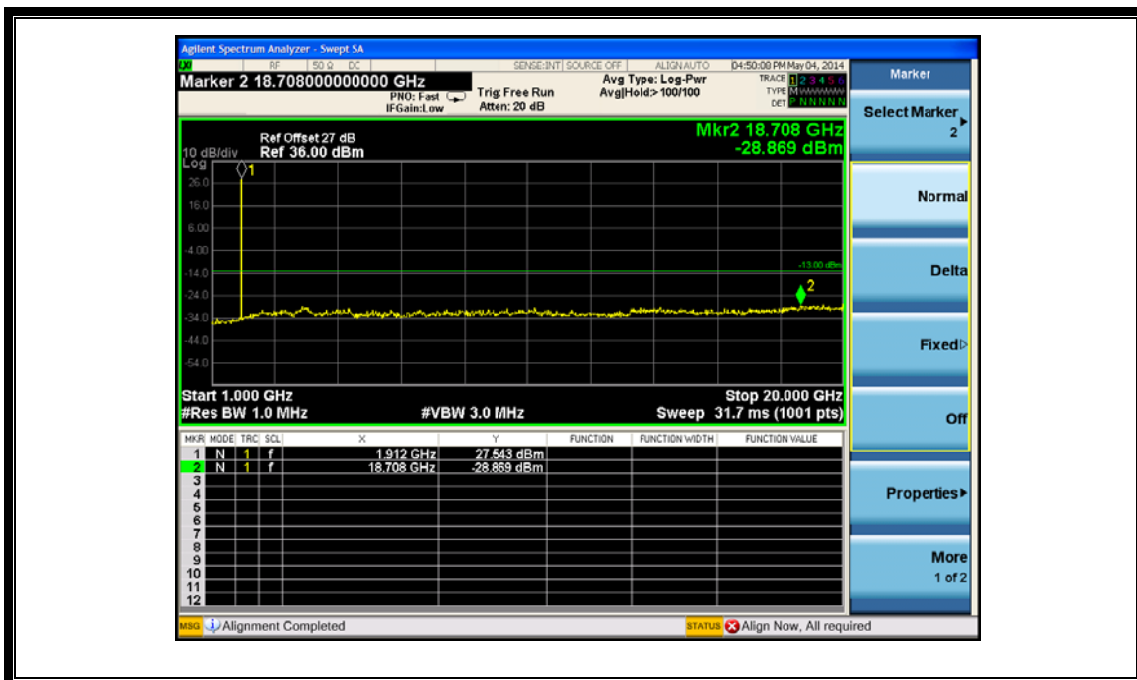 Agilent Spectrum Analyzer - Swept SA
RF 50 Ω DC SENSE:INT SOURCE OFF ALIGN AUTO 04:50:08 PM May 04, 2014
Marker 2 18.708000000000 GHz
PNO: Fast
IFGain:Low
Trig: Free Run
Atten: 20 dB
Avg Type: Log-Pwr
Avg|Hold:> 100/100
TRACE 1 2 3 4 5 6
TYPE M W W W W W
DET P N N N N N
Ref Offset 27 dB
Ref 36.00 dBm
10 dB/div
Log
Mkr2 18.708 GHz
-28.869 dBm
1
26.0
16.0
6.00
-4.00
-13.00 dBm
-14.0
2
-24.0
-34.0
-44.0
-54.0
Start 1.000 GHz
Stop 20.000 GHz
#Res BW 1.0 MHz
#VBW 3.0 MHz
Sweep 31.7 ms (1001 pts)
MKR MODE TRC SCL X Y FUNCTION FUNCTION WIDTH FUNCTION VALUE
1 N 1 f 1.912 GHz 27.543 dBm
2 N 1 f 18.708 GHz -28.869 dBm
3
4
5
6
7
8
9
10
11
12
MSG Alignment Completed
STATUS Align Now, All required
Marker
Select Marker
2
Normal
Delta
Fixed
Off
Properties
More
1 of 2